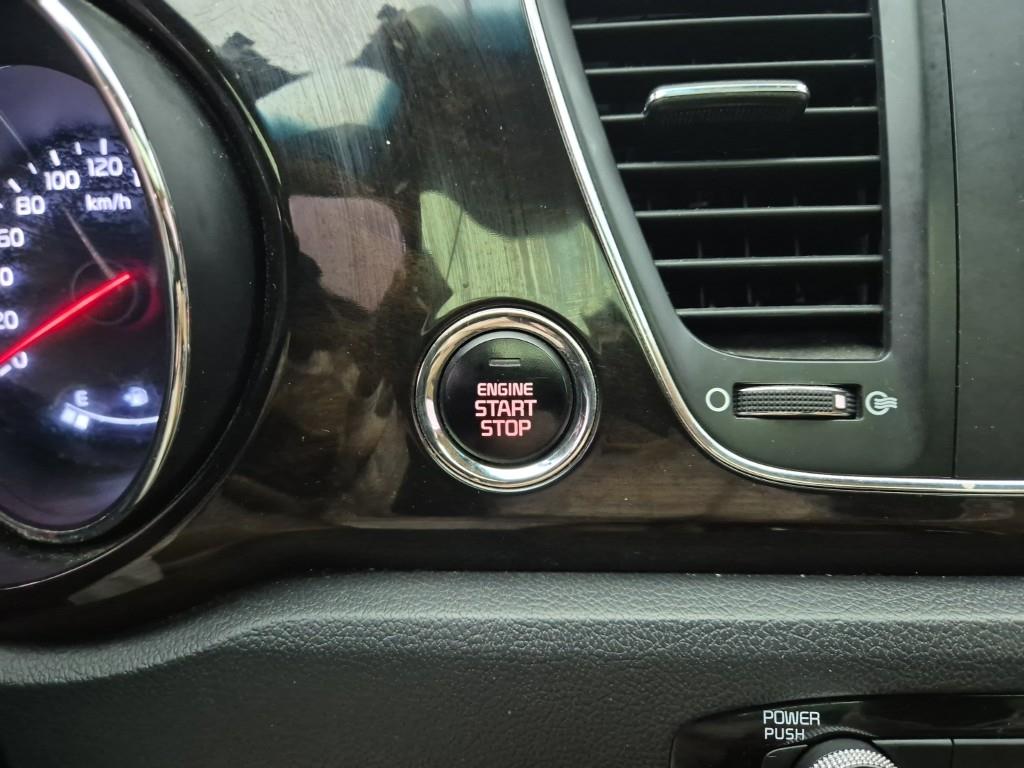 120
100
km/h
80
60
20
E
ENGINE
START
STOP
POWER
PUSH